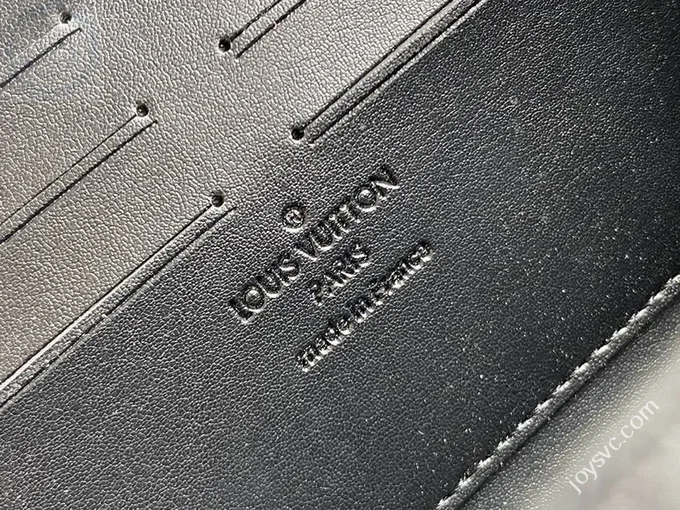 ®
LOUIS VUITTON
PARIS
made in France
joysvc.com